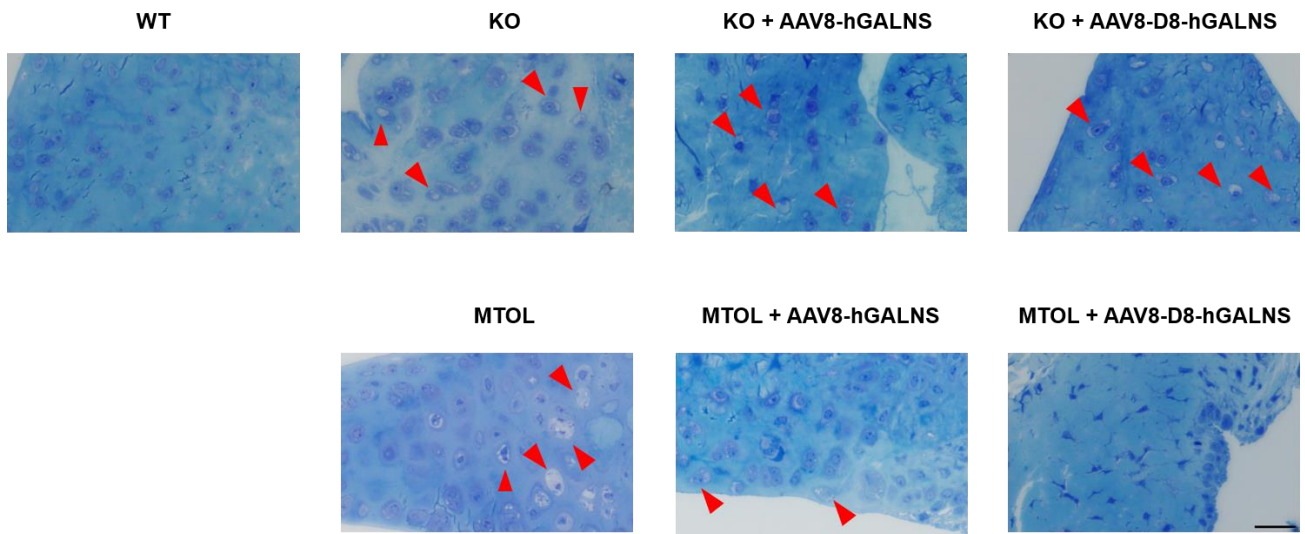 WT
KO
KO + AAV8-hGALNS
KO + AAV8-D8-hGALNS
MTOL
MTOL + AAV8-hGALNS
MTOL + AAV8-D8-hGALNS